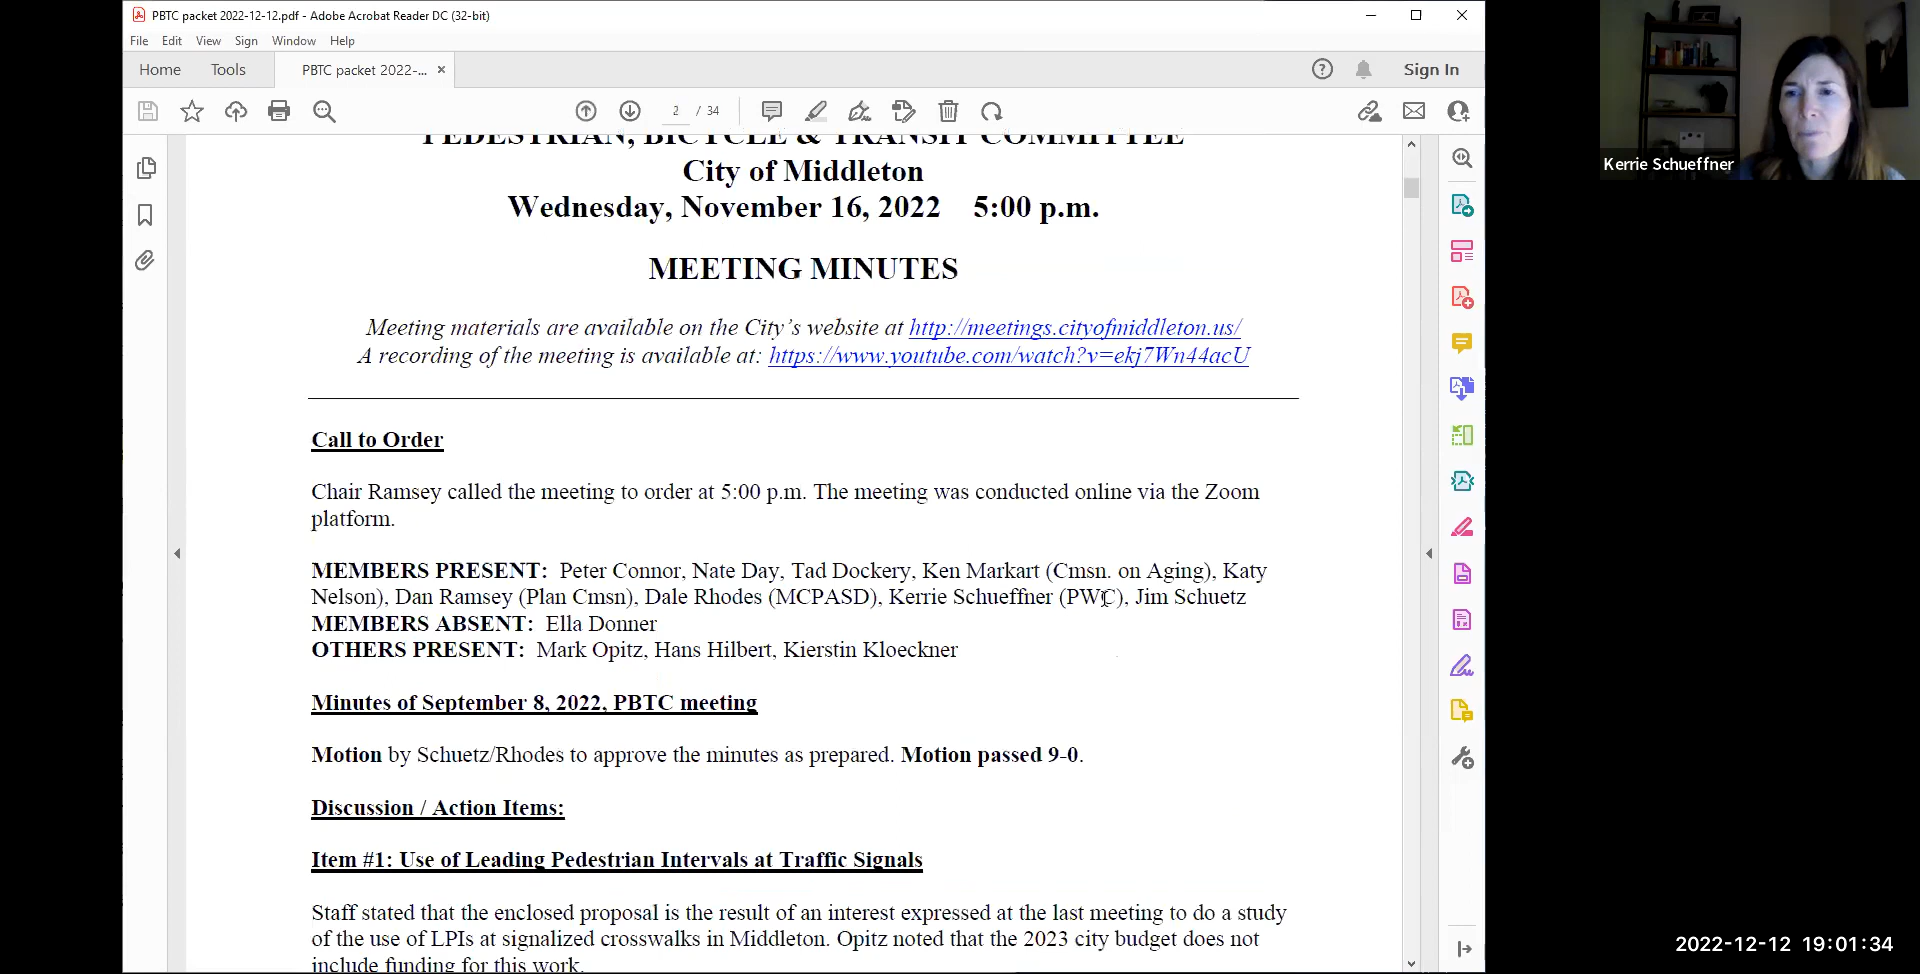 PBTC packet 2022-12-12.pdf - Adobe Acrobat Reader DC (32-bit)
File Edit View Sign Window Help
Home Tools PBTC packet 2022-... × Sign In
2 / 34
PEDESTRIAN, BICYCLE & TRANSIT COMMITTEE
City of Middleton
Wednesday, November 16, 2022 5:00 p.m.
MEETING MINUTES
Meeting materials are available on the City’s website at http://meetings.cityofmiddleton.us/
A recording of the meeting is available at: https://www.youtube.com/watch?v=ekj7Wn44acU
Call to Order
Chair Ramsey called the meeting to order at 5:00 p.m. The meeting was conducted online via the Zoom
platform.
MEMBERS PRESENT: Peter Connor, Nate Day, Tad Dockery, Ken Markart (Cmsn. on Aging), Katy
Nelson), Dan Ramsey (Plan Cmsn), Dale Rhodes (MCPASD), Kerrie Schueffner (PWC), Jim Schuetz
MEMBERS ABSENT: Ella Donner
OTHERS PRESENT: Mark Opitz, Hans Hilbert, Kierstin Kloeckner
Minutes of September 8, 2022, PBTC meeting
Motion by Schuetz/Rhodes to approve the minutes as prepared. Motion passed 9-0.
Discussion / Action Items:
Item #1: Use of Leading Pedestrian Intervals at Traffic Signals
Staff stated that the enclosed proposal is the result of an interest expressed at the last meeting to do a study
of the use of LPIs at signalized crosswalks in Middleton. Opitz noted that the 2023 city budget does not
include funding for this work.
Kerrie Schueffner
2022-12-12 19:01:34